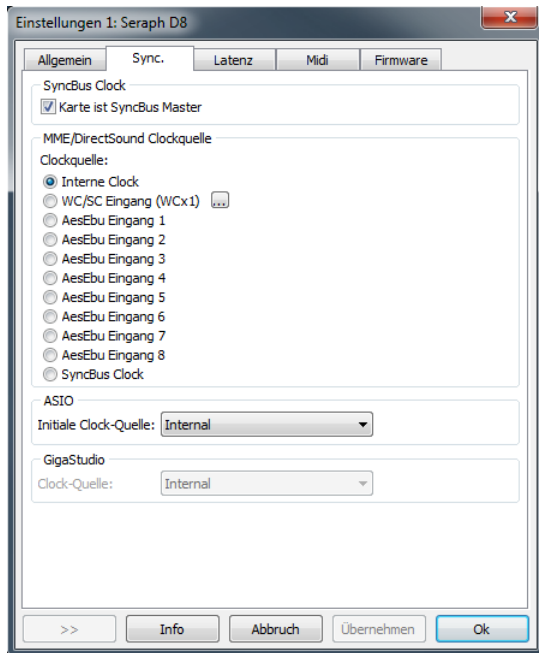 Einstellungen 1: Seraph D8
Allgemein Sync. Latenz Midi Firmware
SyncBus Clock
Karte ist SyncBus Master
MME/DirectSound Clockquelle
Clockquelle:
Interne Clock
WC/SC Eingang (WCx1) ...
AesEbu Eingang 1
AesEbu Eingang 2
AesEbu Eingang 3
AesEbu Eingang 4
AesEbu Eingang 5
AesEbu Eingang 6
AesEbu Eingang 7
AesEbu Eingang 8
SyncBus Clock
ASIO
Initiale Clock-Quelle: Internal
GigaStudio
Clock-Quelle: Internal
>> Info Abbruch Übernehmen Ok